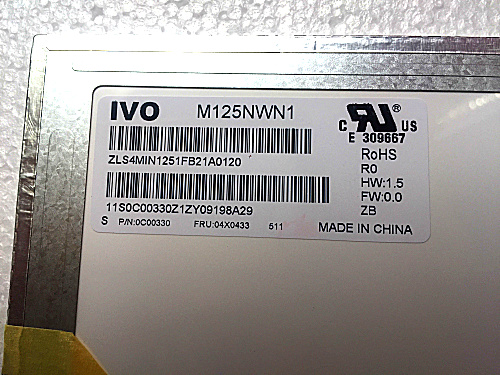 IVO M125NWN1
ZLS4MIN1251FB21A0120
11S0C00330Z1ZY09198A29
S P/N:0C00330 FRU:04X0433 511 MADE IN CHINA
C RU ® US
E 309667
RoHS
R0
HW:1.5
FW:0.0
ZB